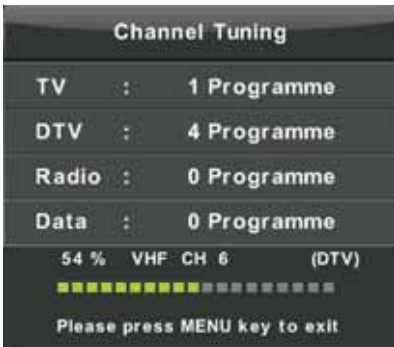 Channel Tuning
TV : 1 Programme
DTV : 4 Programme
Radio : 0 Programme
Data : 0 Programme
54 % VHF CH 6 (DTV)
Please press MENU key to exit